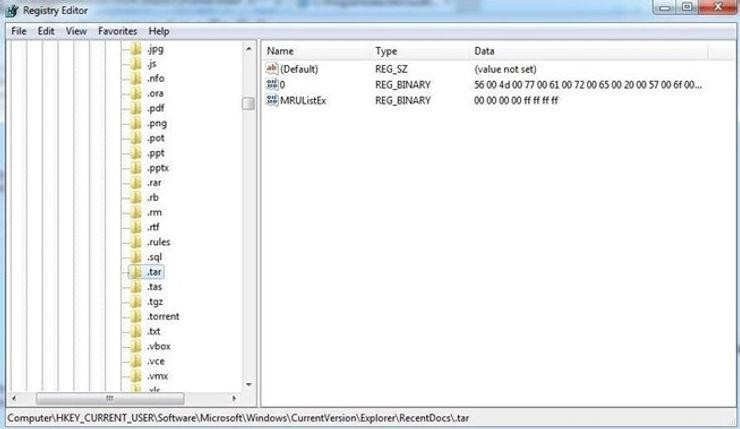 Registry Editor
File Edit View Favorites Help
.jpg
.js
.nfo
.ora
.pdf
.png
.pot
.ppt
.pptx
.rar
.rb
.rm
.rtf
.rules
.sql
.tar
.tas
.tgz
.torrent
.txt
.vbox
.vce
.vmx
.xls
Name Type Data
(Default) REG_SZ (value not set)
0 REG_BINARY 56 00 4d 00 77 00 61 00 72 00 65 00 20 00 57 00 6f 00...
MRUListEx REG_BINARY 00 00 00 00 ff ff ff ff
Computer\HKEY_CURRENT_USER\Software\Microsoft\Windows\CurrentVersion\Explorer\RecentDocs\.tar